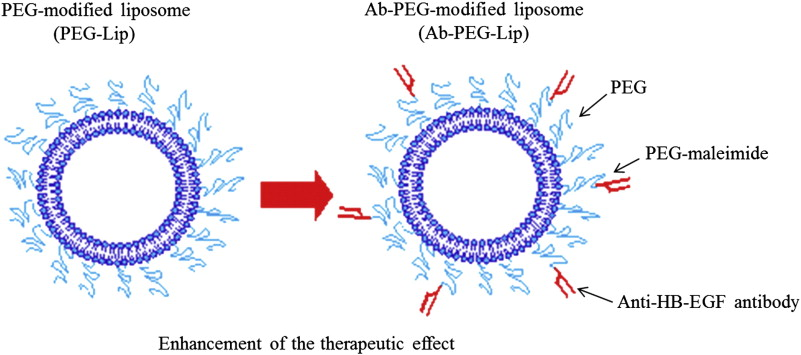 PEG-modified liposome
(PEG-Lip)
Ab-PEG-modified liposome
(Ab-PEG-Lip)
PEG
PEG-maleimide
Anti-HB-EGF antibody
Enhancement of the therapeutic effect